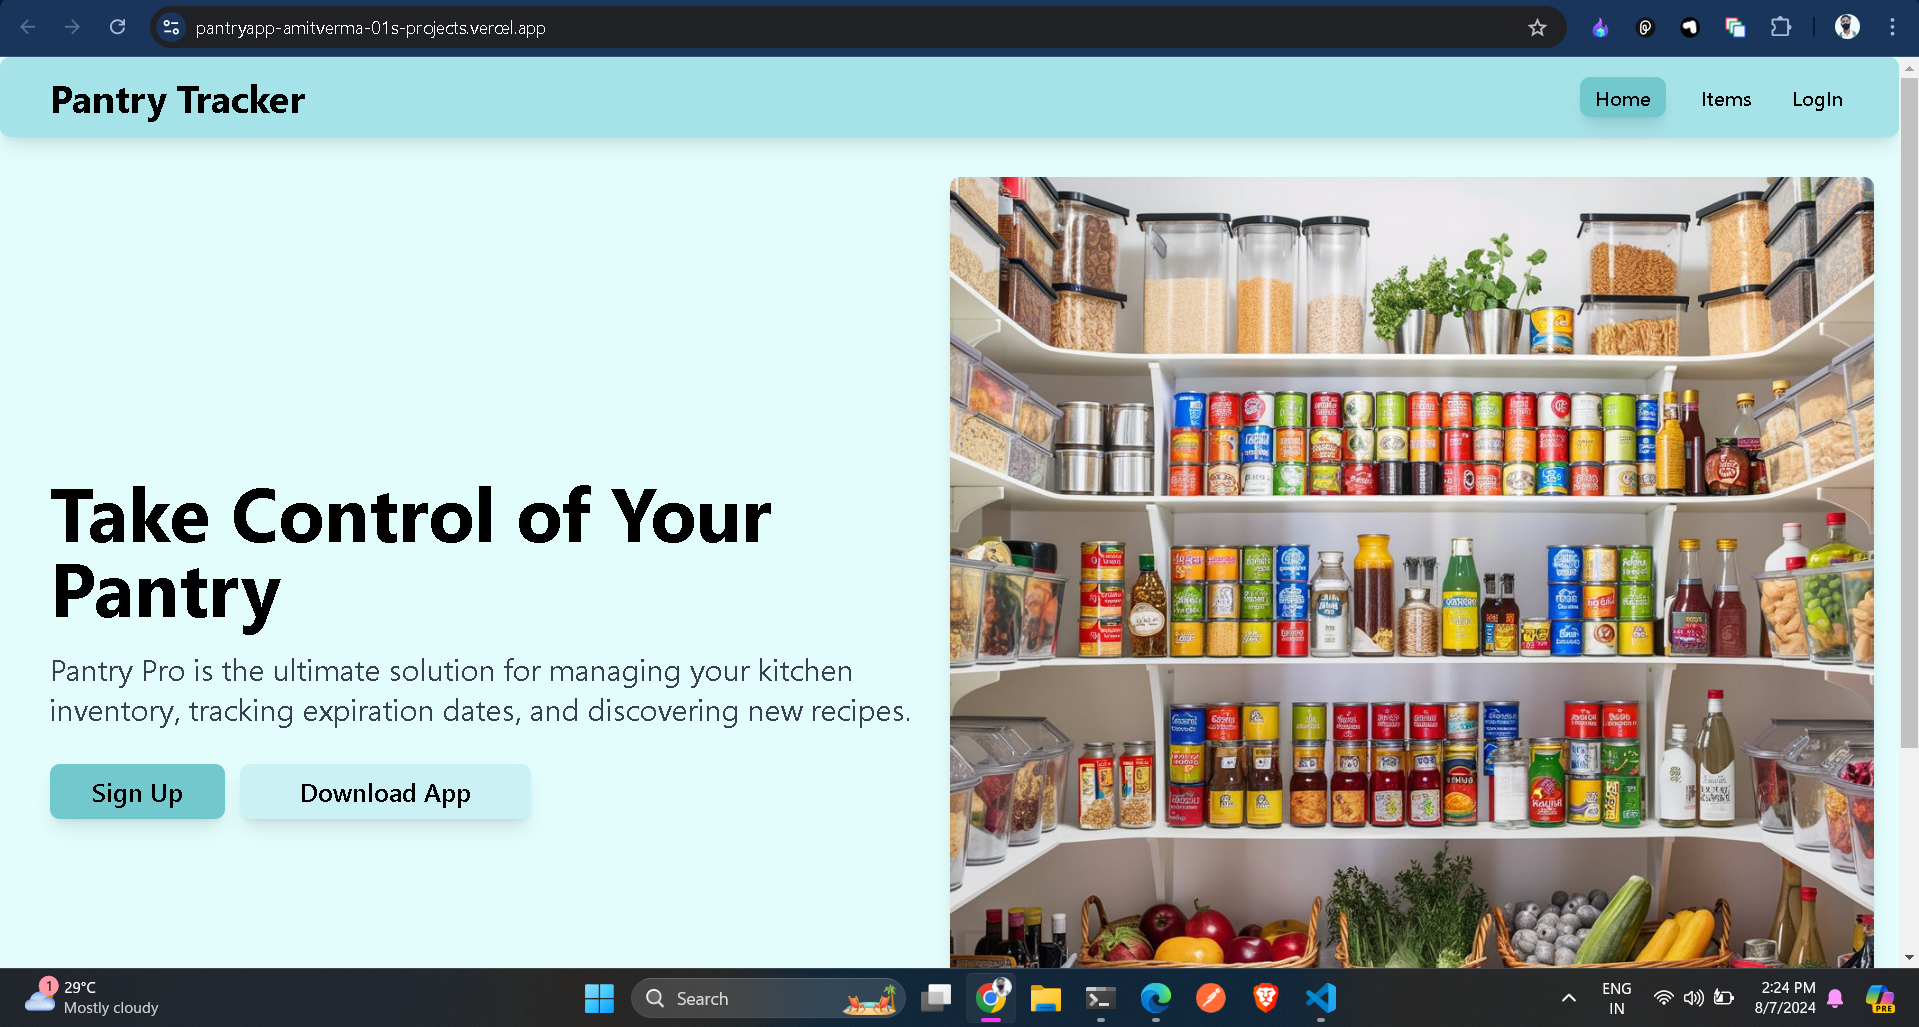 pantryapp-amitverma-01s-projects.vercel.app
Pantry Tracker
Home
Items
LogIn
Take Control of Your
Pantry
Pantry Pro is the ultimate solution for managing your kitchen
inventory, tracking expiration dates, and discovering new recipes.
Sign Up
Download App
1
29°C
Mostly cloudy
Search
ENG
IN
2:24 PM
8/7/2024
PRE